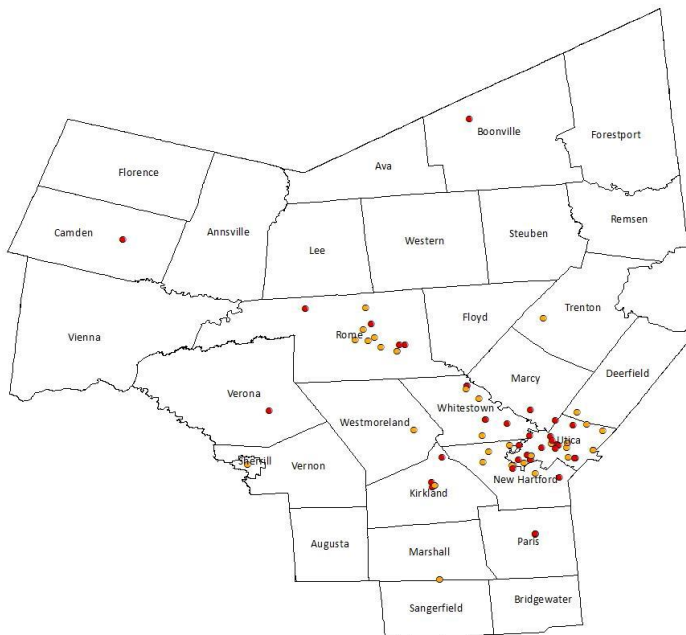 Boonville
Forestport
Ava
Florence
Remsen
Camden
Annsville
Steuben
Western
Lee
Trenton
Floyd
Rome
Vienna
Deerfield
Marcy
Verona
Whitestown
Westmoreland
Utica
Sherrill
Vernon
New Hartford
Kirkland
Paris
Augusta
Marshall
Bridgewater
Sangerfield